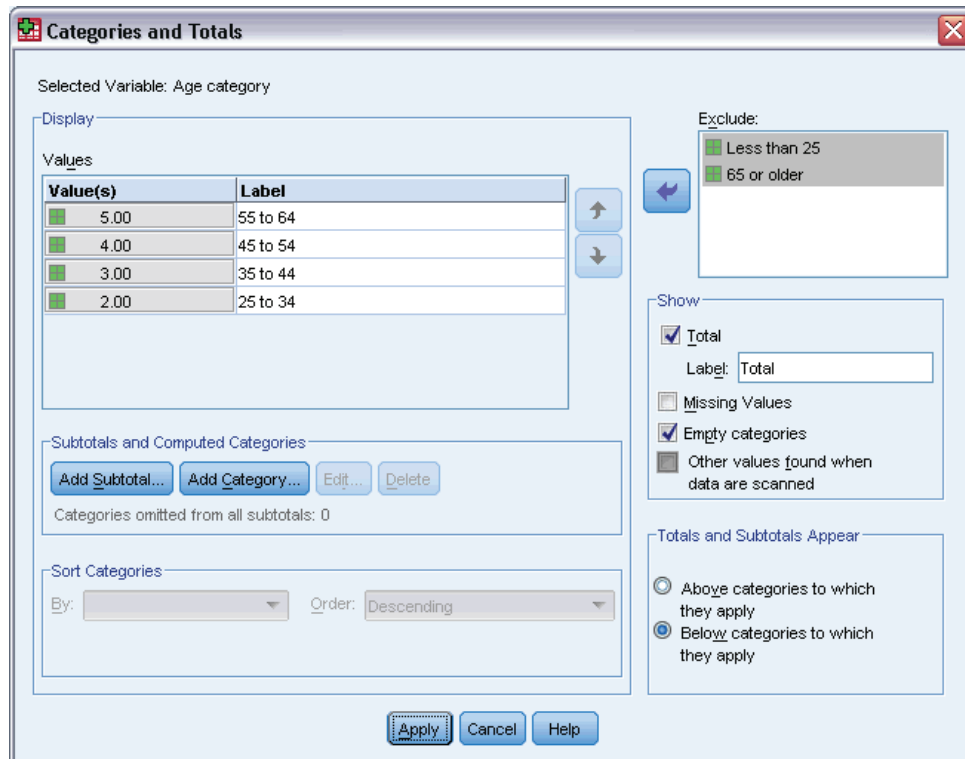 Categories and Totals
Selected Variable: Age category
Display
Values
Value(s) Label
5.00 55 to 64
4.00 45 to 54
3.00 35 to 44
2.00 25 to 34
Subtotals and Computed Categories
Add Subtotal... Add Category... Edit... Delete
Categories omitted from all subtotals: 0
Sort Categories
By: Order: Descending
Exclude:
Less than 25
65 or older
Show
Total
Label: Total
Missing Values
Empty categories
Other values found when
data are scanned
Totals and Subtotals Appear
Above categories to which
they apply
Below categories to which
they apply
Apply Cancel Help